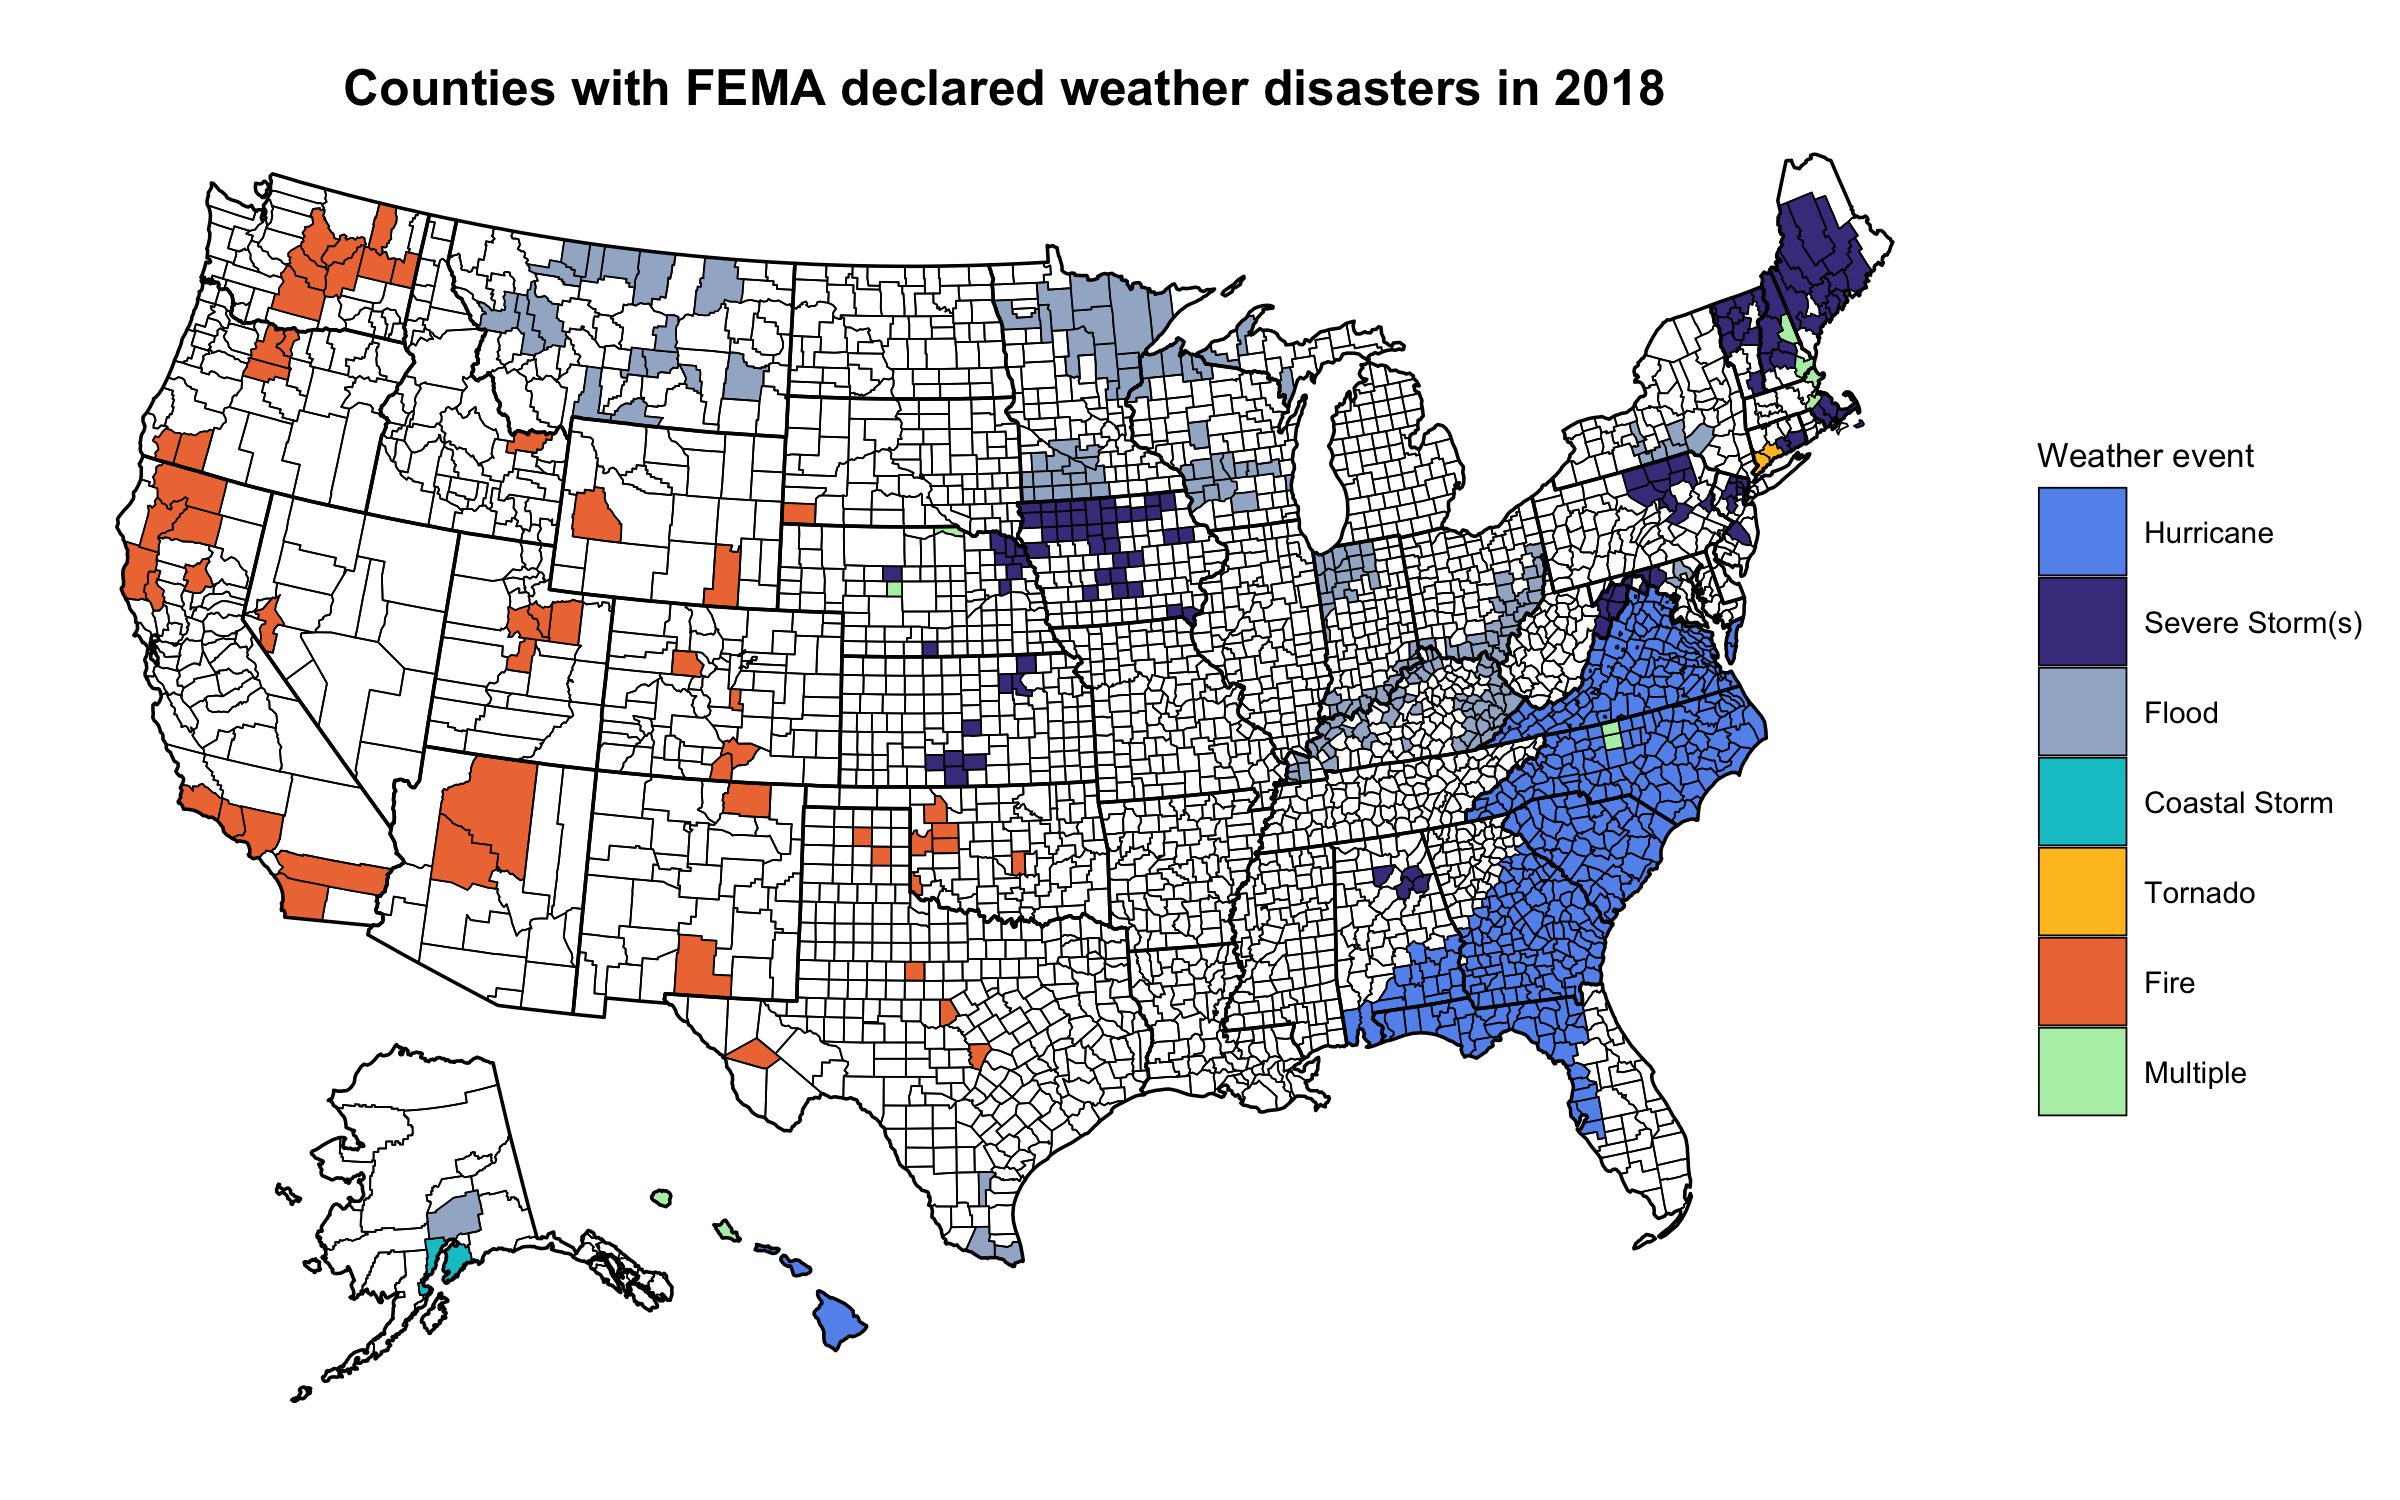 Counties with FEMA declared weather disasters in 2018
Weather event
Hurricane
Severe Storm(s)
Flood
Coastal Storm
Tornado
Fire
Multiple